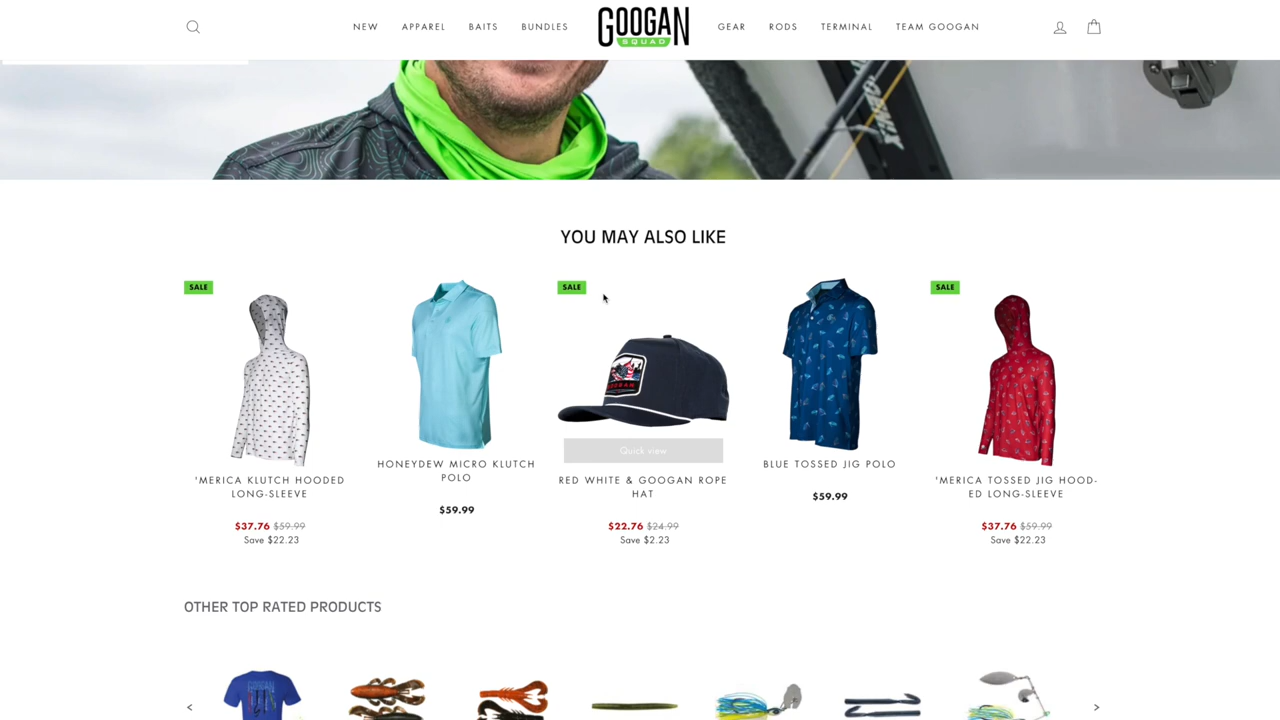 NEW APPAREL BAITS BUNDLES GOOGAN SQUAD GEAR RODS TERMINAL TEAM GOOGAN
YOU MAY ALSO LIKE
SALE
'MERICA KLUTCH HOODED
LONG-SLEEVE
$37.76 $59.99
Save $22.23
HONEYDEW MICRO KLUTCH
POLO
$59.99
SALE
GOOGAN
Quick view
RED WHITE & GOOGAN ROPE
HAT
$22.76 $24.99
Save $2.23
BLUE TOSSED JIG POLO
$59.99
SALE
'MERICA TOSSED JIG HOOD-
ED LONG-SLEEVE
$37.76 $59.99
Save $22.23
OTHER TOP RATED PRODUCTS
GOOGAN
< >